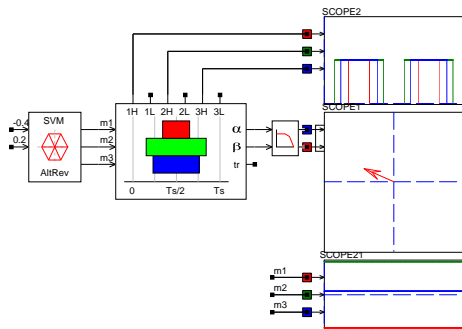 SCOPE2
1H 1L 2H 2L 3H 3L
-0.4
0.2
SVM
AltRev
m1
m2
m3
α
β
tr
0 Ts/2 Ts
SCOPE1
SCOPE21
m1
m2
m3